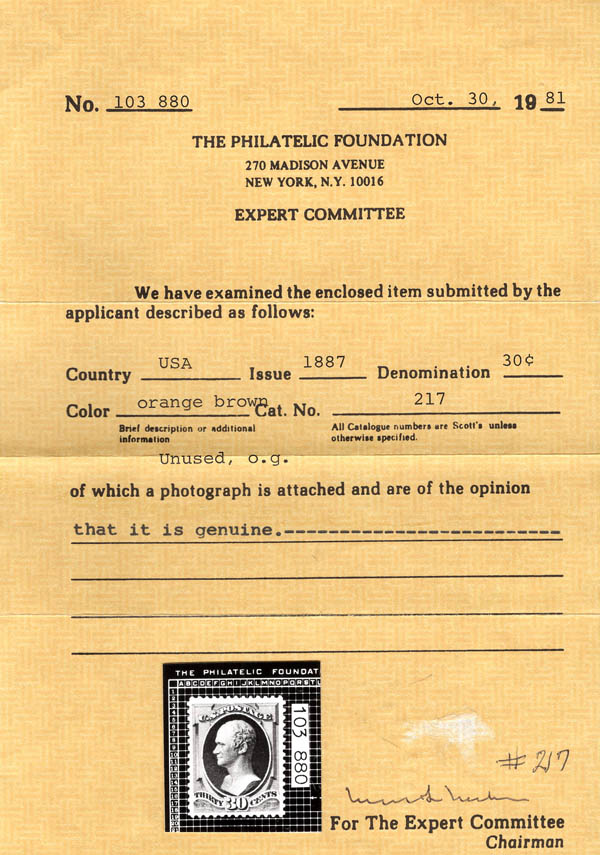 No. 103 880 Oct. 30, 19 81
THE PHILATELIC FOUNDATION
270 MADISON AVENUE
NEW YORK, N.Y. 10016
EXPERT COMMITTEE
We have examined the enclosed item submitted by the
applicant described as follows:
Country USA Issue 1887 Denomination 30¢
Color orange brown Cat. No. 217
Brief description or additional
information
All Catalogue numbers are Scott's unless
otherwise specified.
Unused, o.g.
of which a photograph is attached and are of the opinion
that it is genuine.----------------------------
THE PHILATELIC FOUNDAT
ABCDEFGHIJKLMNOPQRSTU
U.S. POSTAGE
103 880
THIRTY 30 CENTS
# 217
For The Expert Committee
Chairman